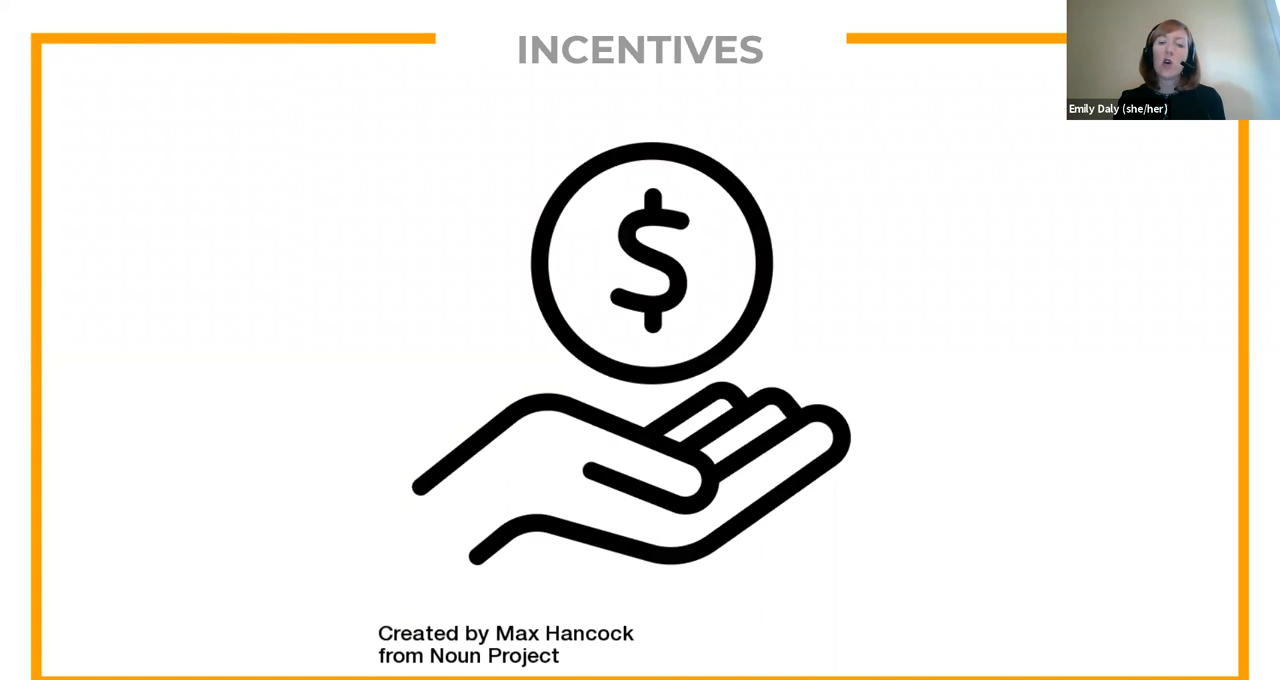 INCENTIVES
Emily Daly (she/her)
$
Created by Max Hancock
from Noun Project